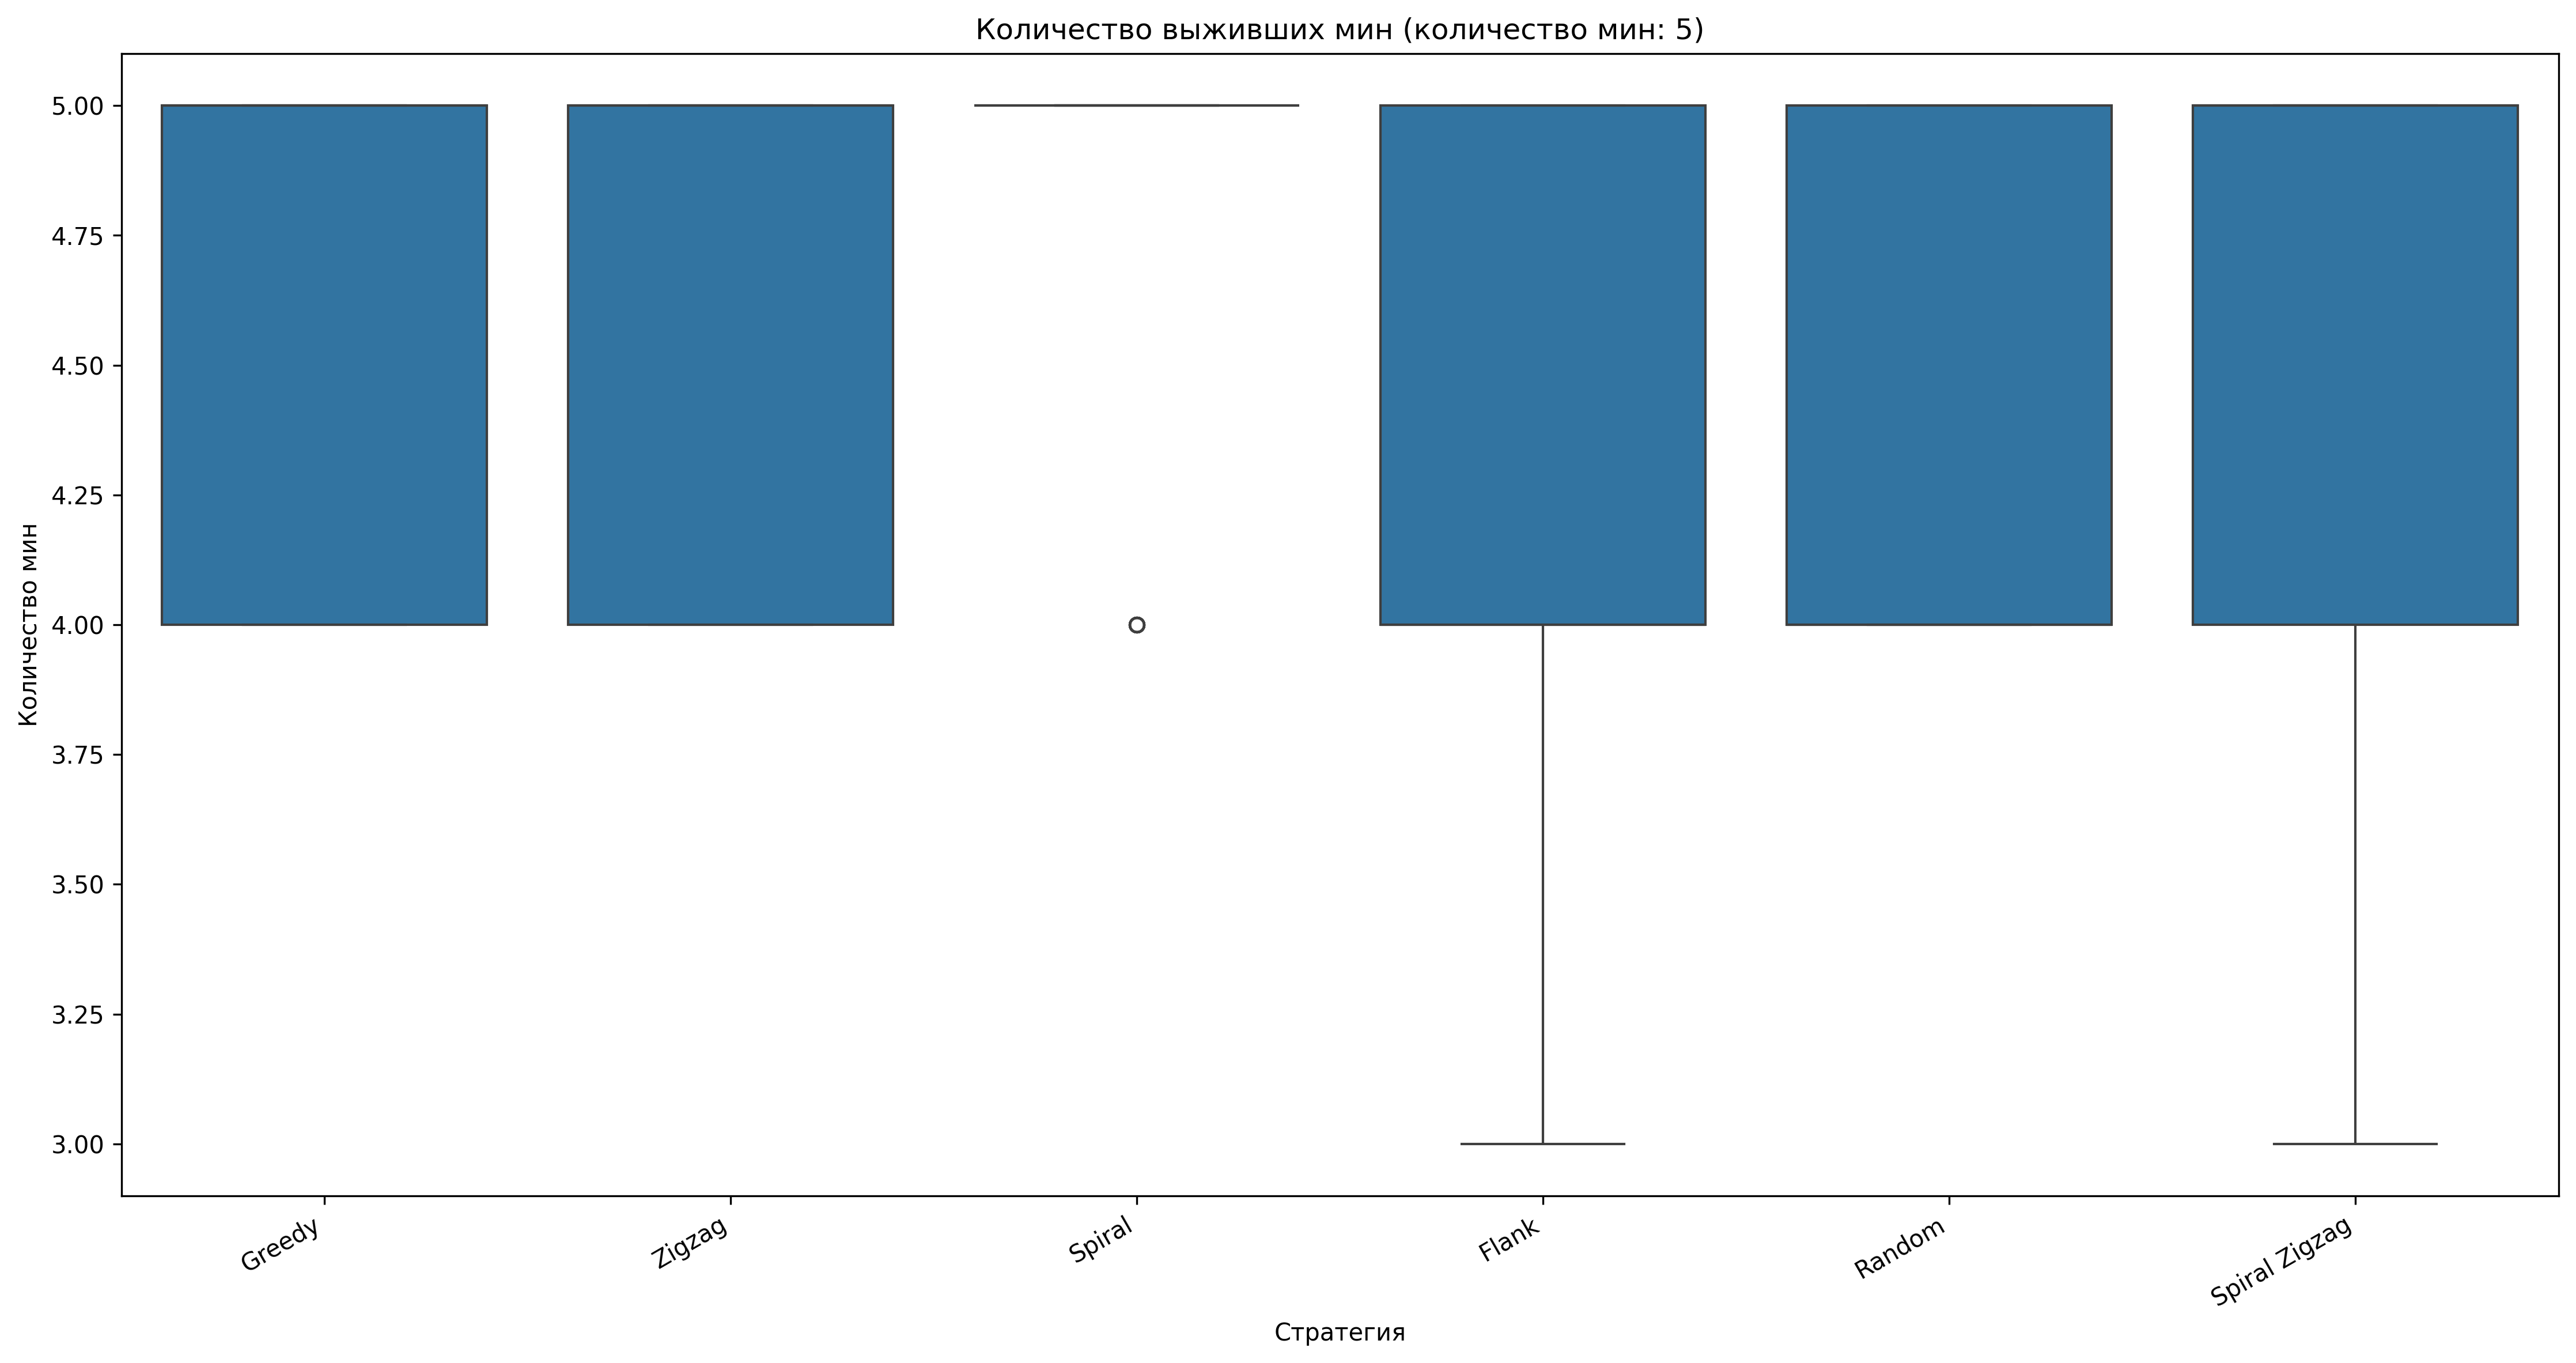 Количество выживших мин (количество мин: 5)
Количество мин
5.00
4.75
4.50
4.25
4.00
3.75
3.50
3.25
3.00
Greedy
Zigzag
Spiral
Flank
Random
Spiral Zigzag
Стратегия